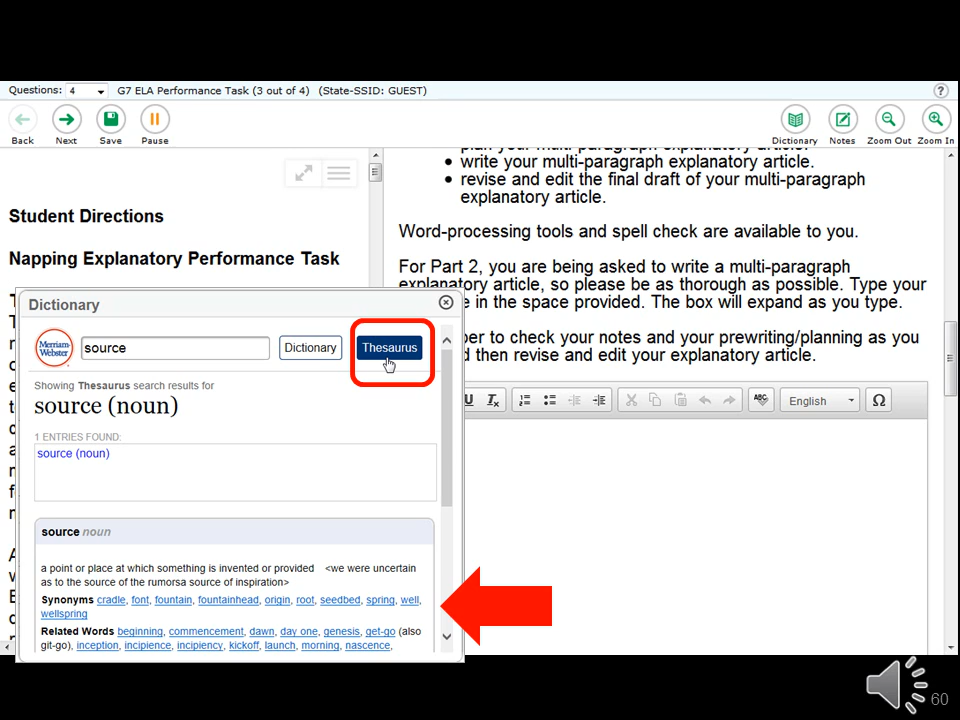 Questions: 4 G7 ELA Performance Task (3 out of 4) (State-SSID: GUEST) ?
Back Next Save Pause Dictionary Notes Zoom Out Zoom In
Student Directions
Napping Explanatory Performance Task
plan your multi-paragraph explanatory article.
• write your multi-paragraph explanatory article.
• revise and edit the final draft of your multi-paragraph
explanatory article.
Word-processing tools and spell check are available to you.
For Part 2, you are being asked to write a multi-paragraph
explanatory article, so please be as thorough as possible. Type your
in the space provided. The box will expand as you type.
to check your notes and your prewriting/planning as you
then revise and edit your explanatory article.
U Tx ABC English Ω
Dictionary
Merriam-
Webster
source Dictionary Thesaurus
Showing Thesaurus search results for
source (noun)
1 ENTRIES FOUND:
source (noun)
source noun
a point or place at which something is invented or provided <we were uncertain
as to the source of the rumorsa source of inspiration>
Synonyms cradle, font, fountain, fountainhead, origin, root, seedbed, spring, well,
wellspring
Related Words beginning, commencement, dawn, day one, genesis, get-go (also
git-go), inception, incipience, incipiency, kickoff, launch, morning, nascence,
60